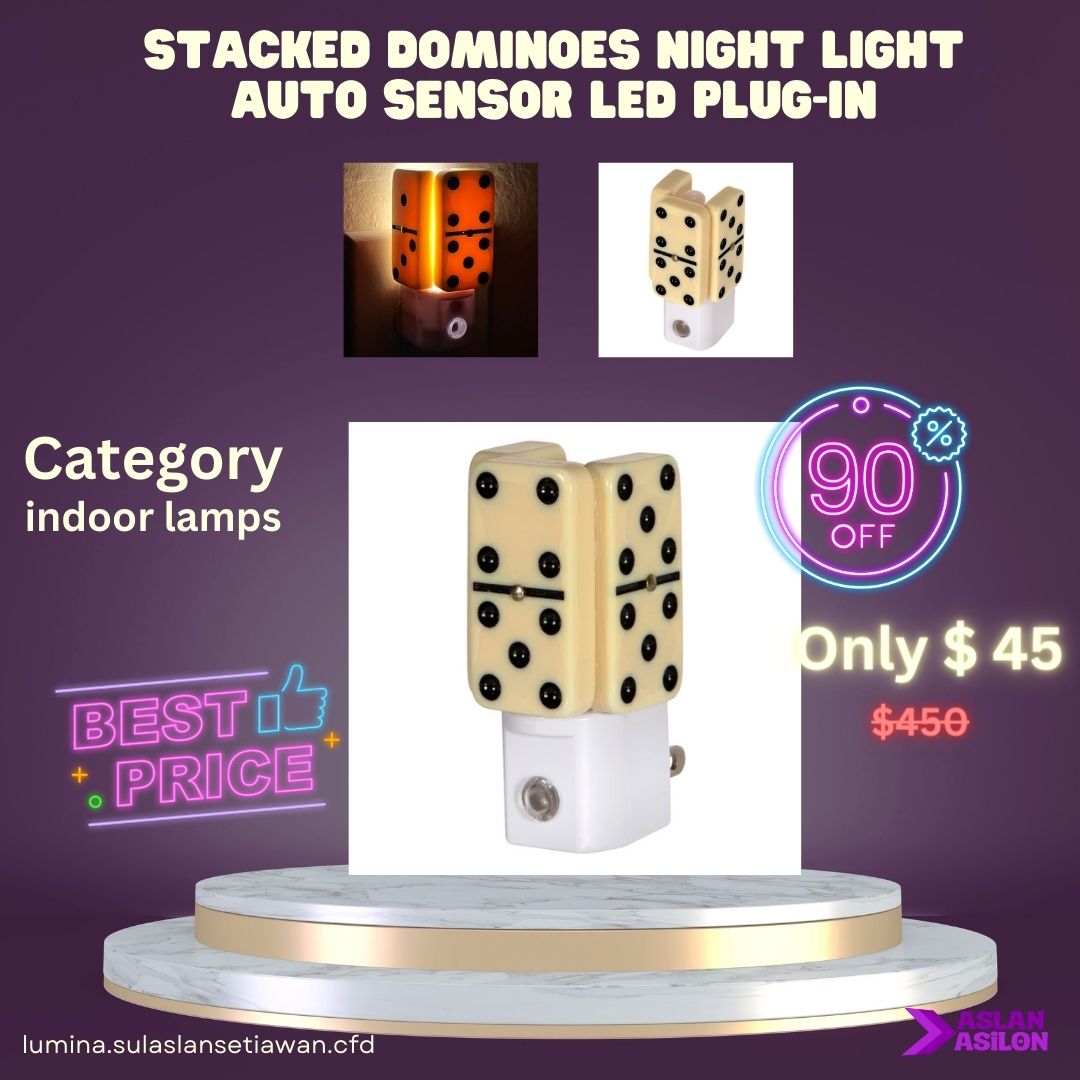 STACKED DOMINOES NIGHT LIGHT
AUTO SENSOR LED PLUG-IN
Category
indoor lamps
90
%
OFF
Only $ 45
$450
BEST
PRICE
lumina.sulaslansetiawan.cfd
ASLAN
ASILON